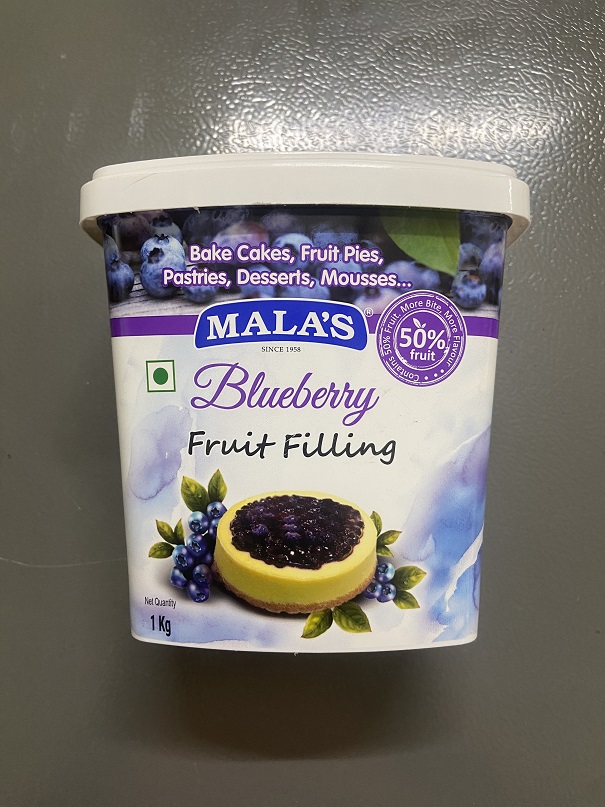 Bake Cakes, Fruit Pies,
Pastries, Desserts, Mousses...
MALA'S®
SINCE 1958
Contains 50% Fruit, More Bite, More Flavour
50%
fruit
Blueberry
Fruit Filling
Net Quantity
1 Kg